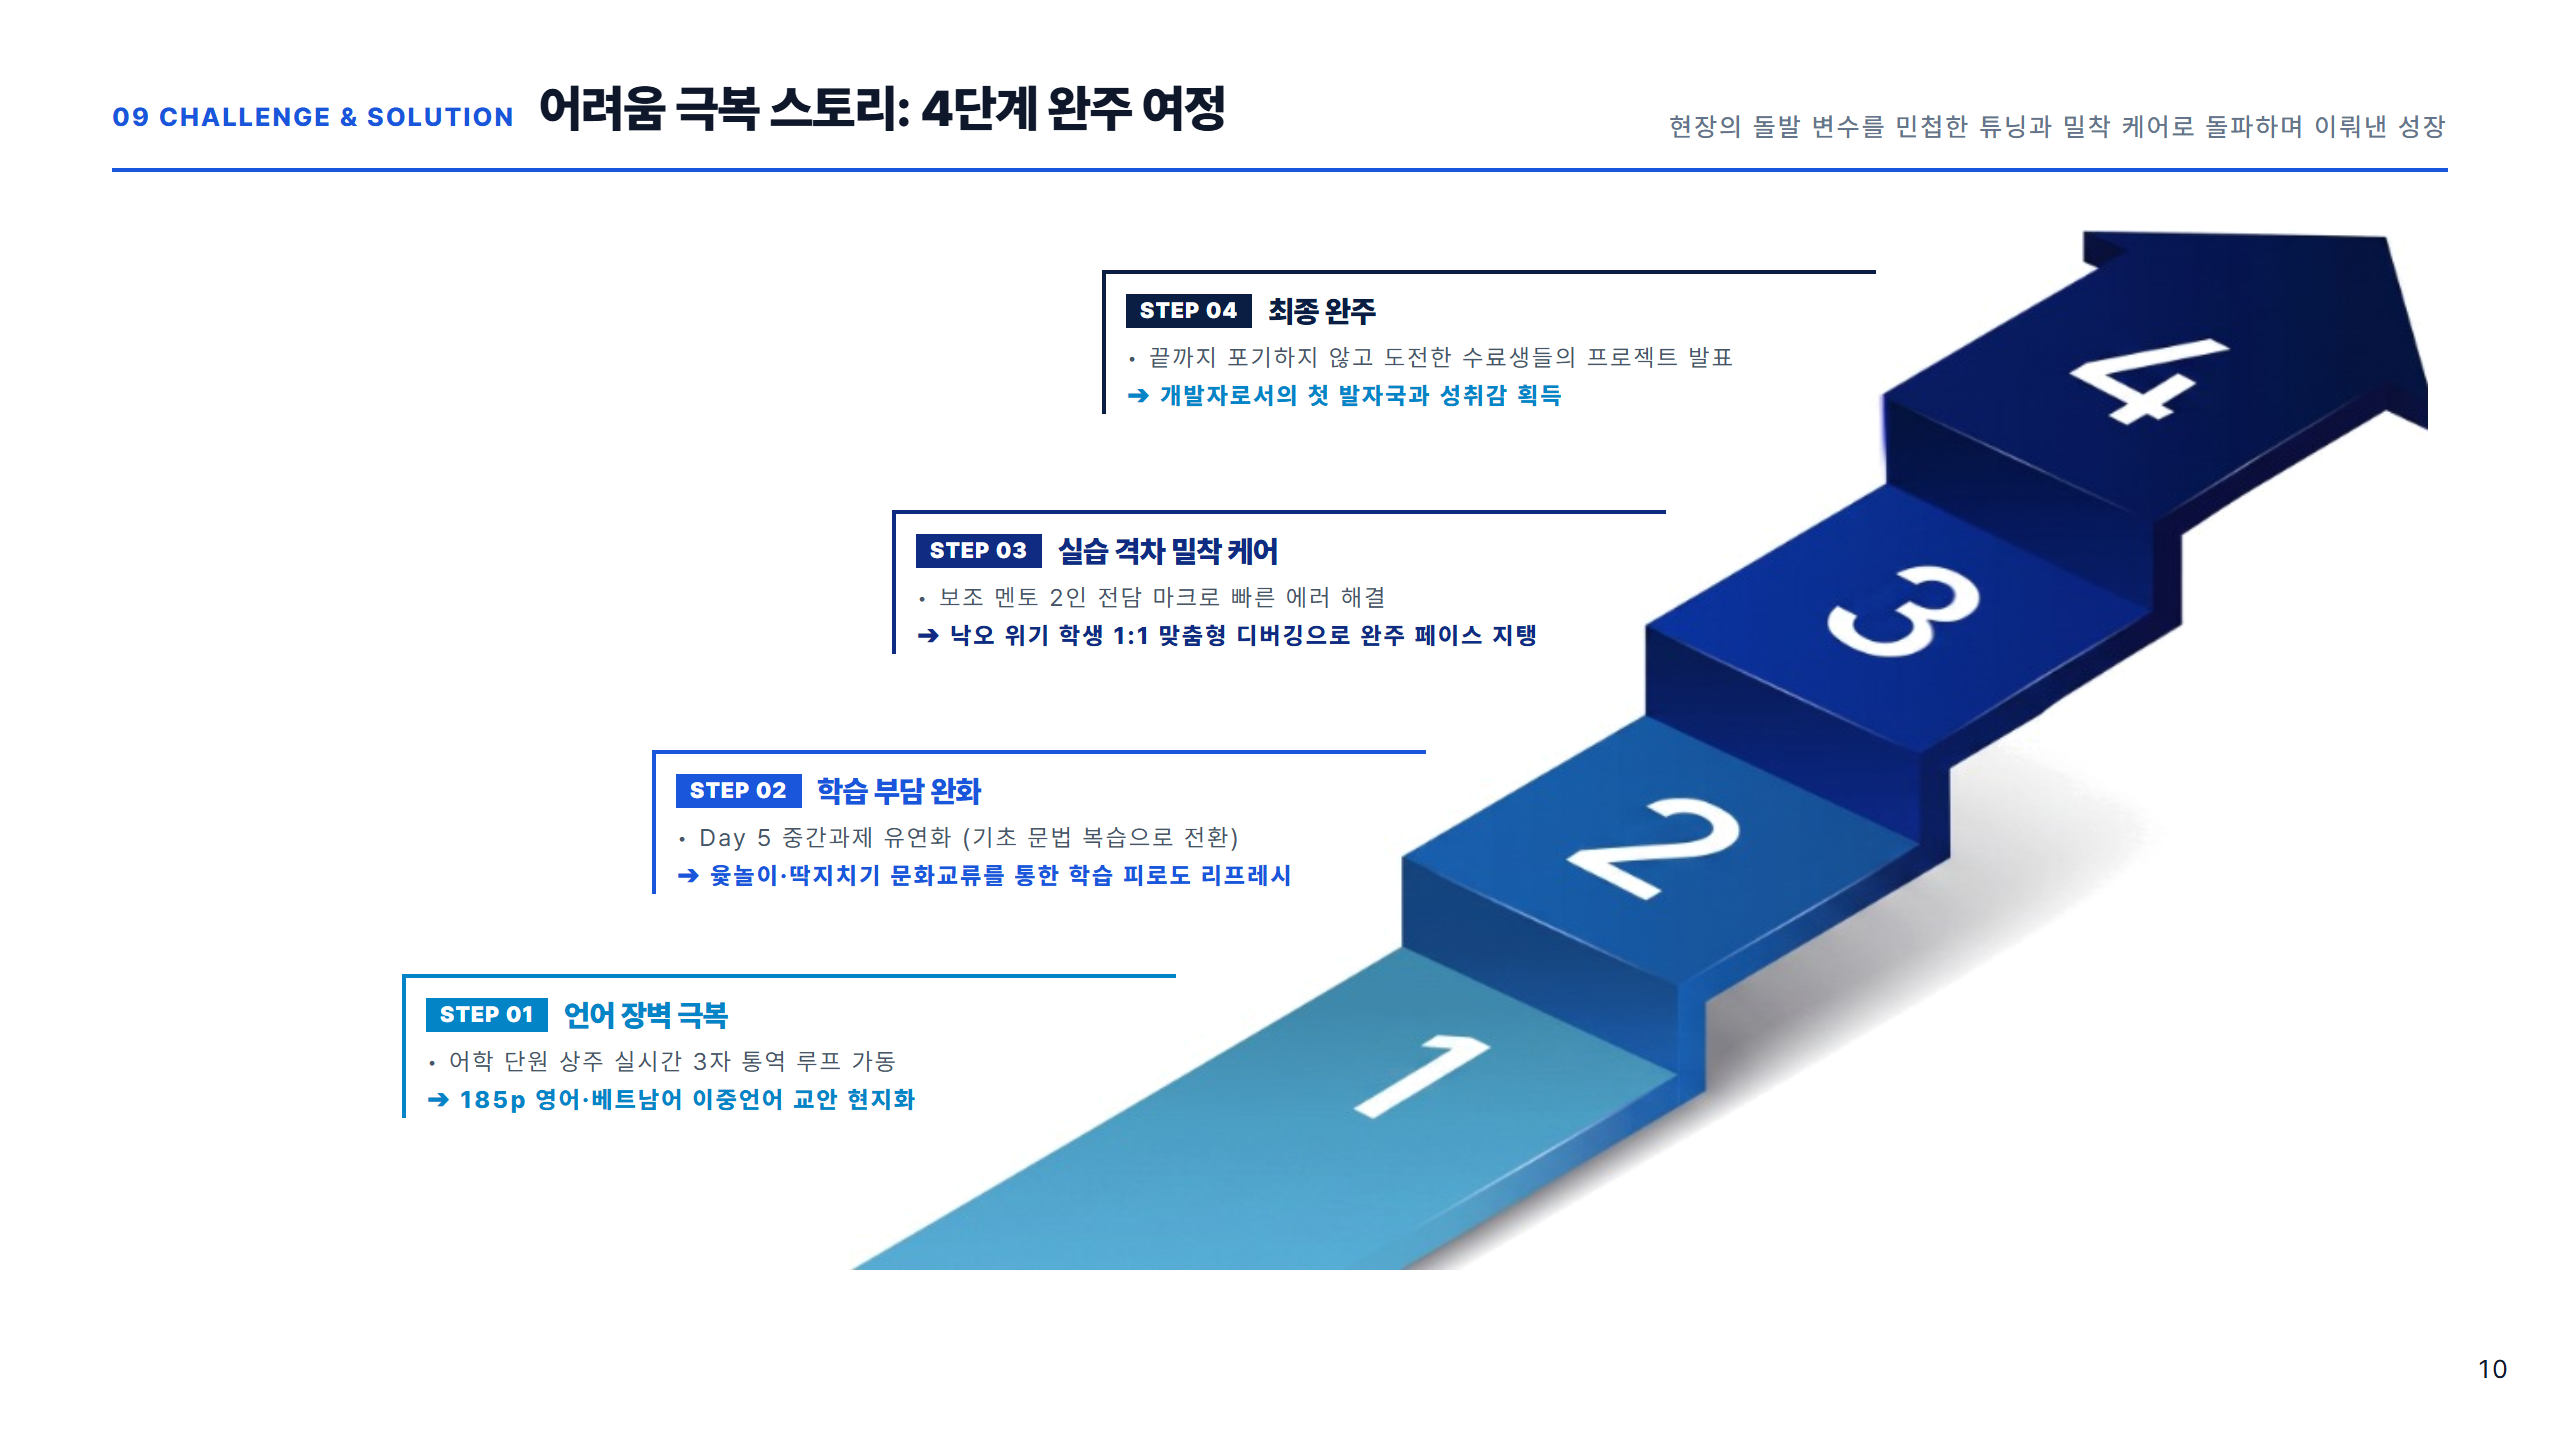 09 CHALLENGE & SOLUTION 어려움 극복 스토리: 4단계 완주 여정
현장의 돌발 변수를 민첩한 튜닝과 밀착 케어로 돌파하며 이뤄낸 성장
STEP 04 최종 완주
• 끝까지 포기하지 않고 도전한 수료생들의 프로젝트 발표
➔ 개발자로서의 첫 발자국과 성취감 획득
4
STEP 03 실습 격차 밀착 케어
• 보조 멘토 2인 전담 마크로 빠른 에러 해결
➔ 낙오 위기 학생 1:1 맞춤형 디버깅으로 완주 페이스 지탱
3
STEP 02 학습 부담 완화
• Day 5 중간과제 유연화 (기초 문법 복습으로 전환)
➔ 윷놀이·딱지치기 문화교류를 통한 학습 피로도 리프레시
2
STEP 01 언어 장벽 극복
• 어학 단원 상주 실시간 3자 통역 루프 가동
➔ 185p 영어·베트남어 이중언어 교안 현지화
1
10